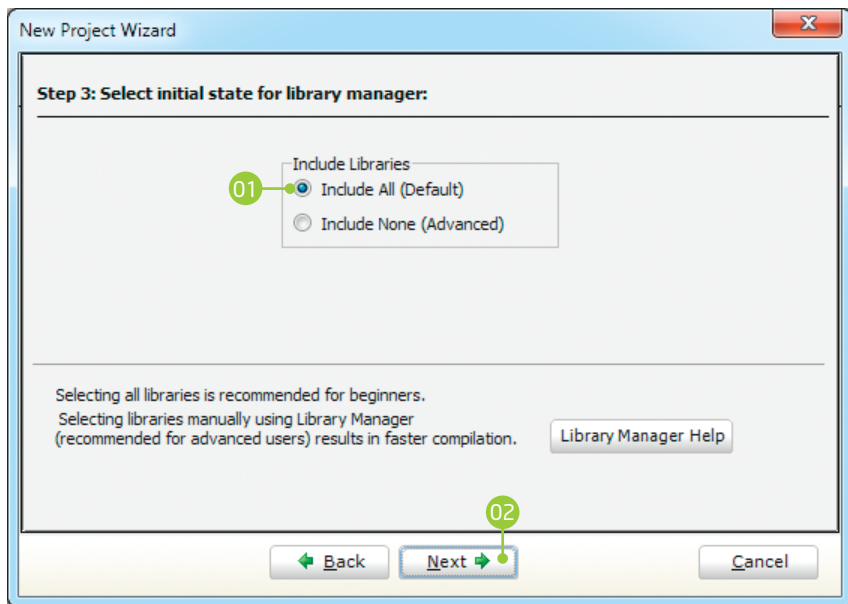 New Project Wizard
X
Step 3: Select initial state for library manager:
Include Libraries
01
Include All (Default)
Include None (Advanced)
Selecting all libraries is recommended for beginners.
Selecting libraries manually using Library Manager
(recommended for advanced users) results in faster compilation.
Library Manager Help
02
Back
Next
Cancel